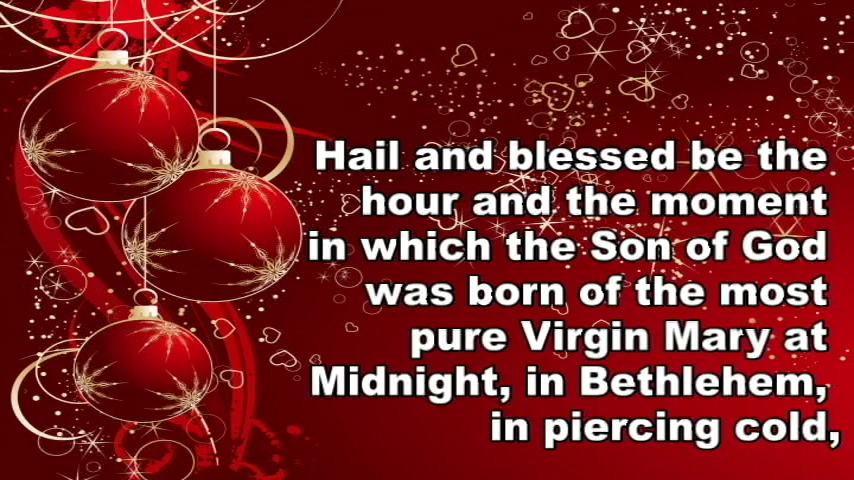 Hail and blessed be the
hour and the moment
in which the Son of God
was born of the most
pure Virgin Mary at
Midnight, in Bethlehem,
in piercing cold,